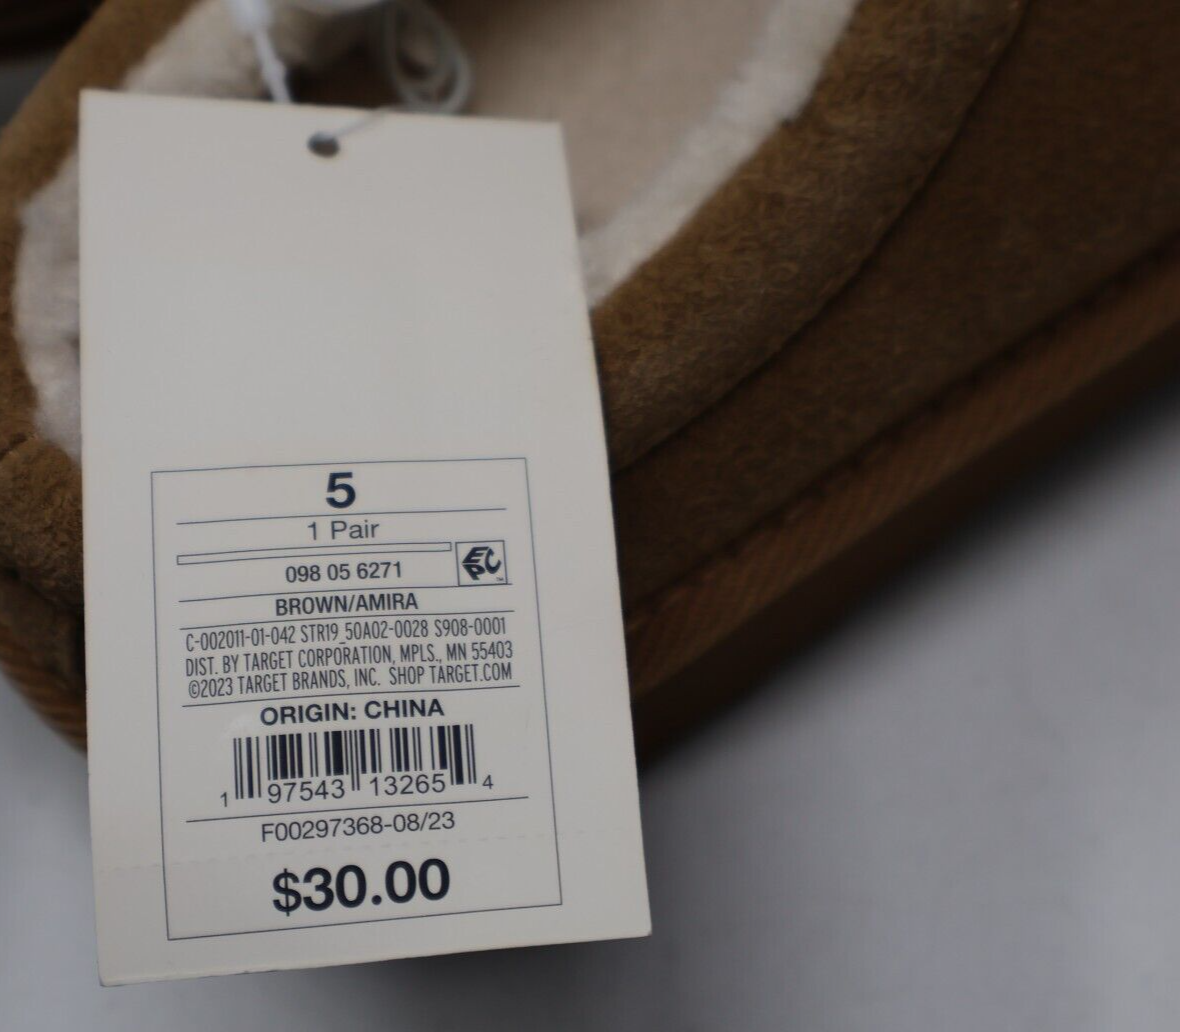 5
1 Pair
098 05 6271
EPC
BROWN/AMIRA
C-002011-01-042 STR19_50A02-0028 S908-0001
DIST. BY TARGET CORPORATION, MPLS., MN 55403
©2023 TARGET BRANDS, INC. SHOP TARGET.COM
ORIGIN: CHINA
1 97543 13265 4
F00297368-08/23
$30.00